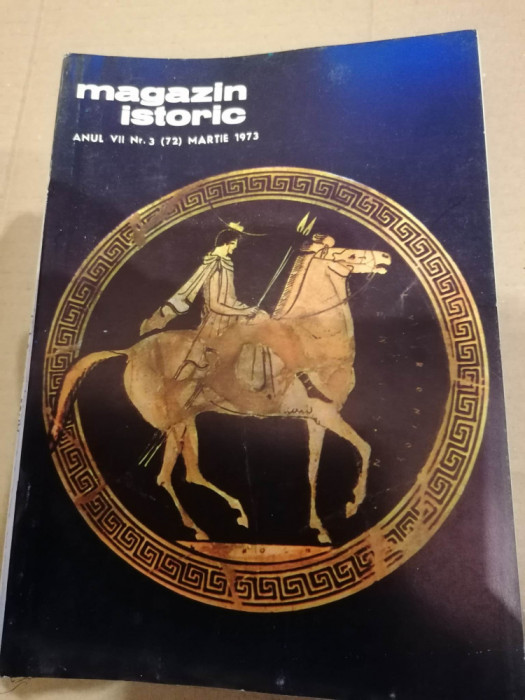 magazin
istoric
ANUL VII Nr. 3 (72) MARTIE 1973